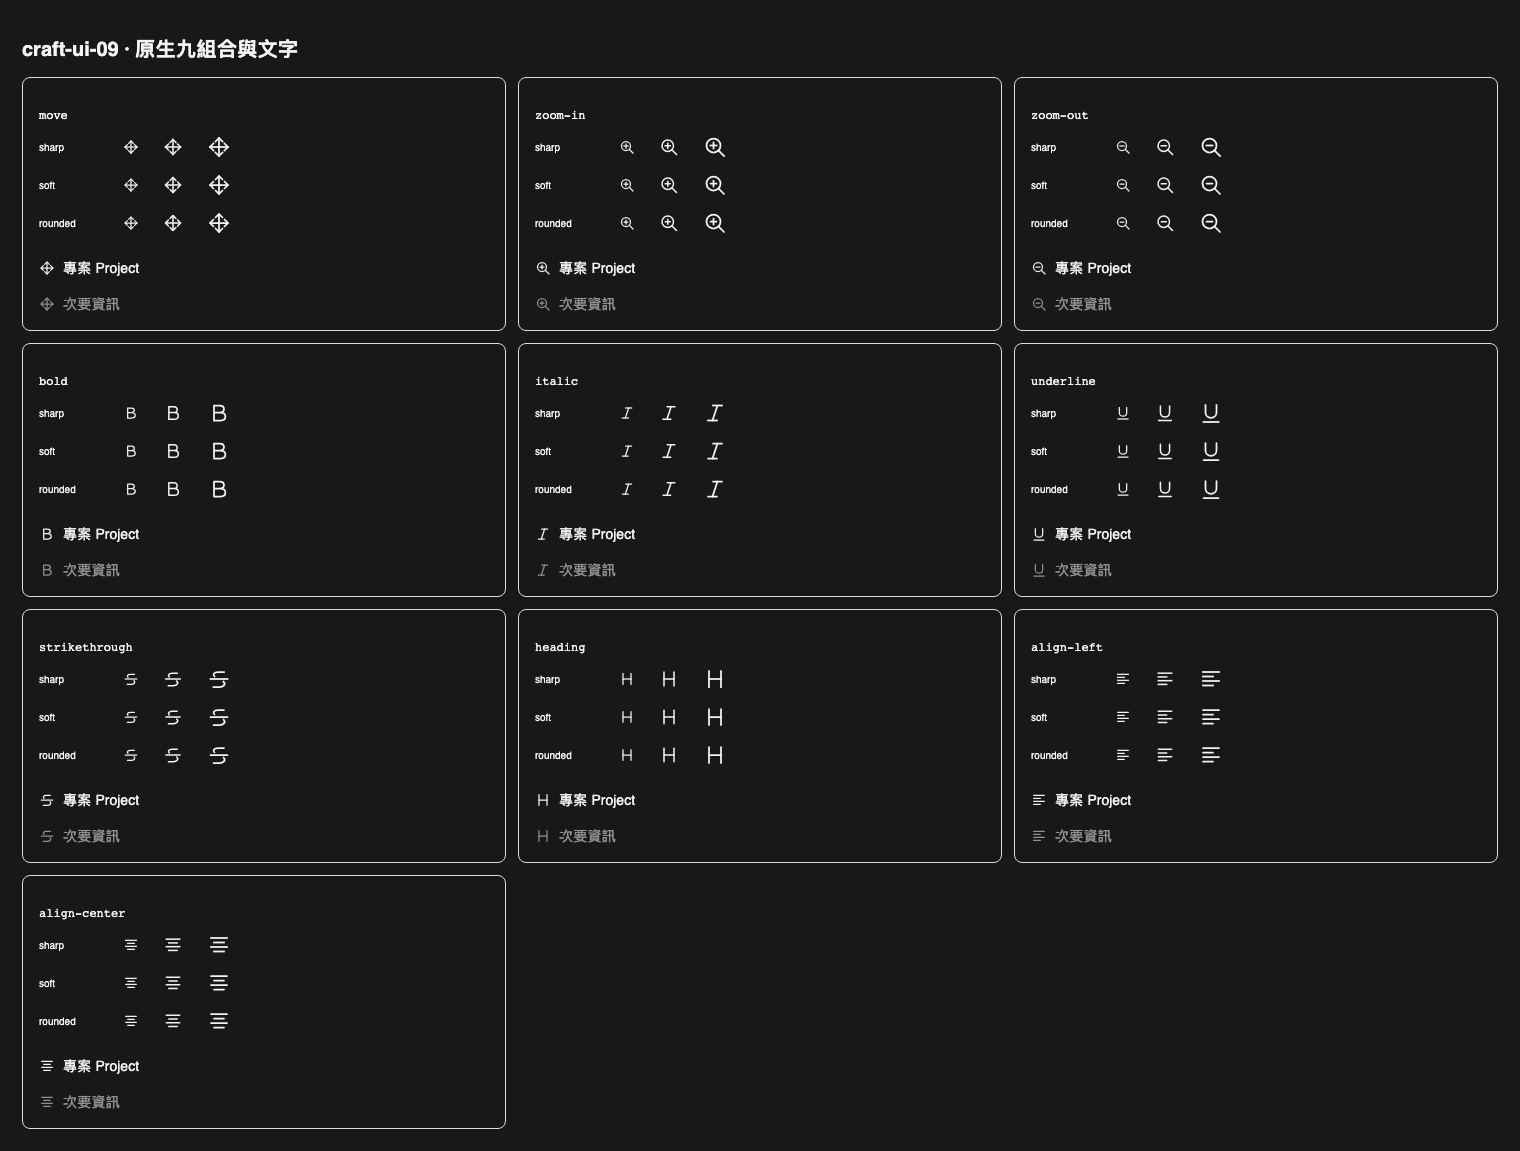 craft-ui-09 · 原生九組合與文字
move
sharp
soft
rounded
專案 Project
次要資訊
zoom-in
sharp
soft
rounded
專案 Project
次要資訊
zoom-out
sharp
soft
rounded
專案 Project
次要資訊
bold
sharp
soft
rounded
專案 Project
次要資訊
italic
sharp
soft
rounded
專案 Project
次要資訊
underline
sharp
soft
rounded
專案 Project
次要資訊
strikethrough
sharp
soft
rounded
專案 Project
次要資訊
heading
sharp
soft
rounded
專案 Project
次要資訊
align-left
sharp
soft
rounded
專案 Project
次要資訊
align-center
sharp
soft
rounded
專案 Project
次要資訊